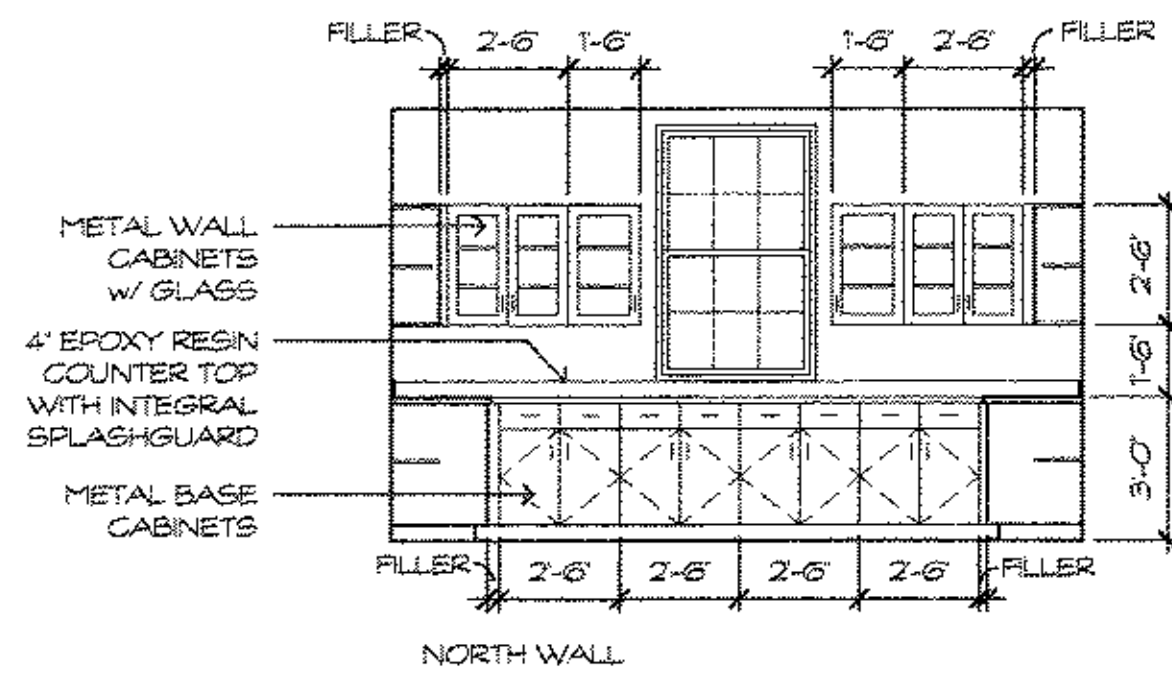 FILLER 2'-6" 1'-6" 1'-6" 2'-6" FILLER
METAL WALL
CABINETS
w/ GLASS
4" EPOXY RESIN
COUNTER TOP
WITH INTEGRAL
SPLASHGUARD
METAL BASE
CABINETS
2'-6"
1'-6"
3'-0"
FILLER 2'-6" 2'-6" 2'-6" 2'-6" FILLER
NORTH WALL